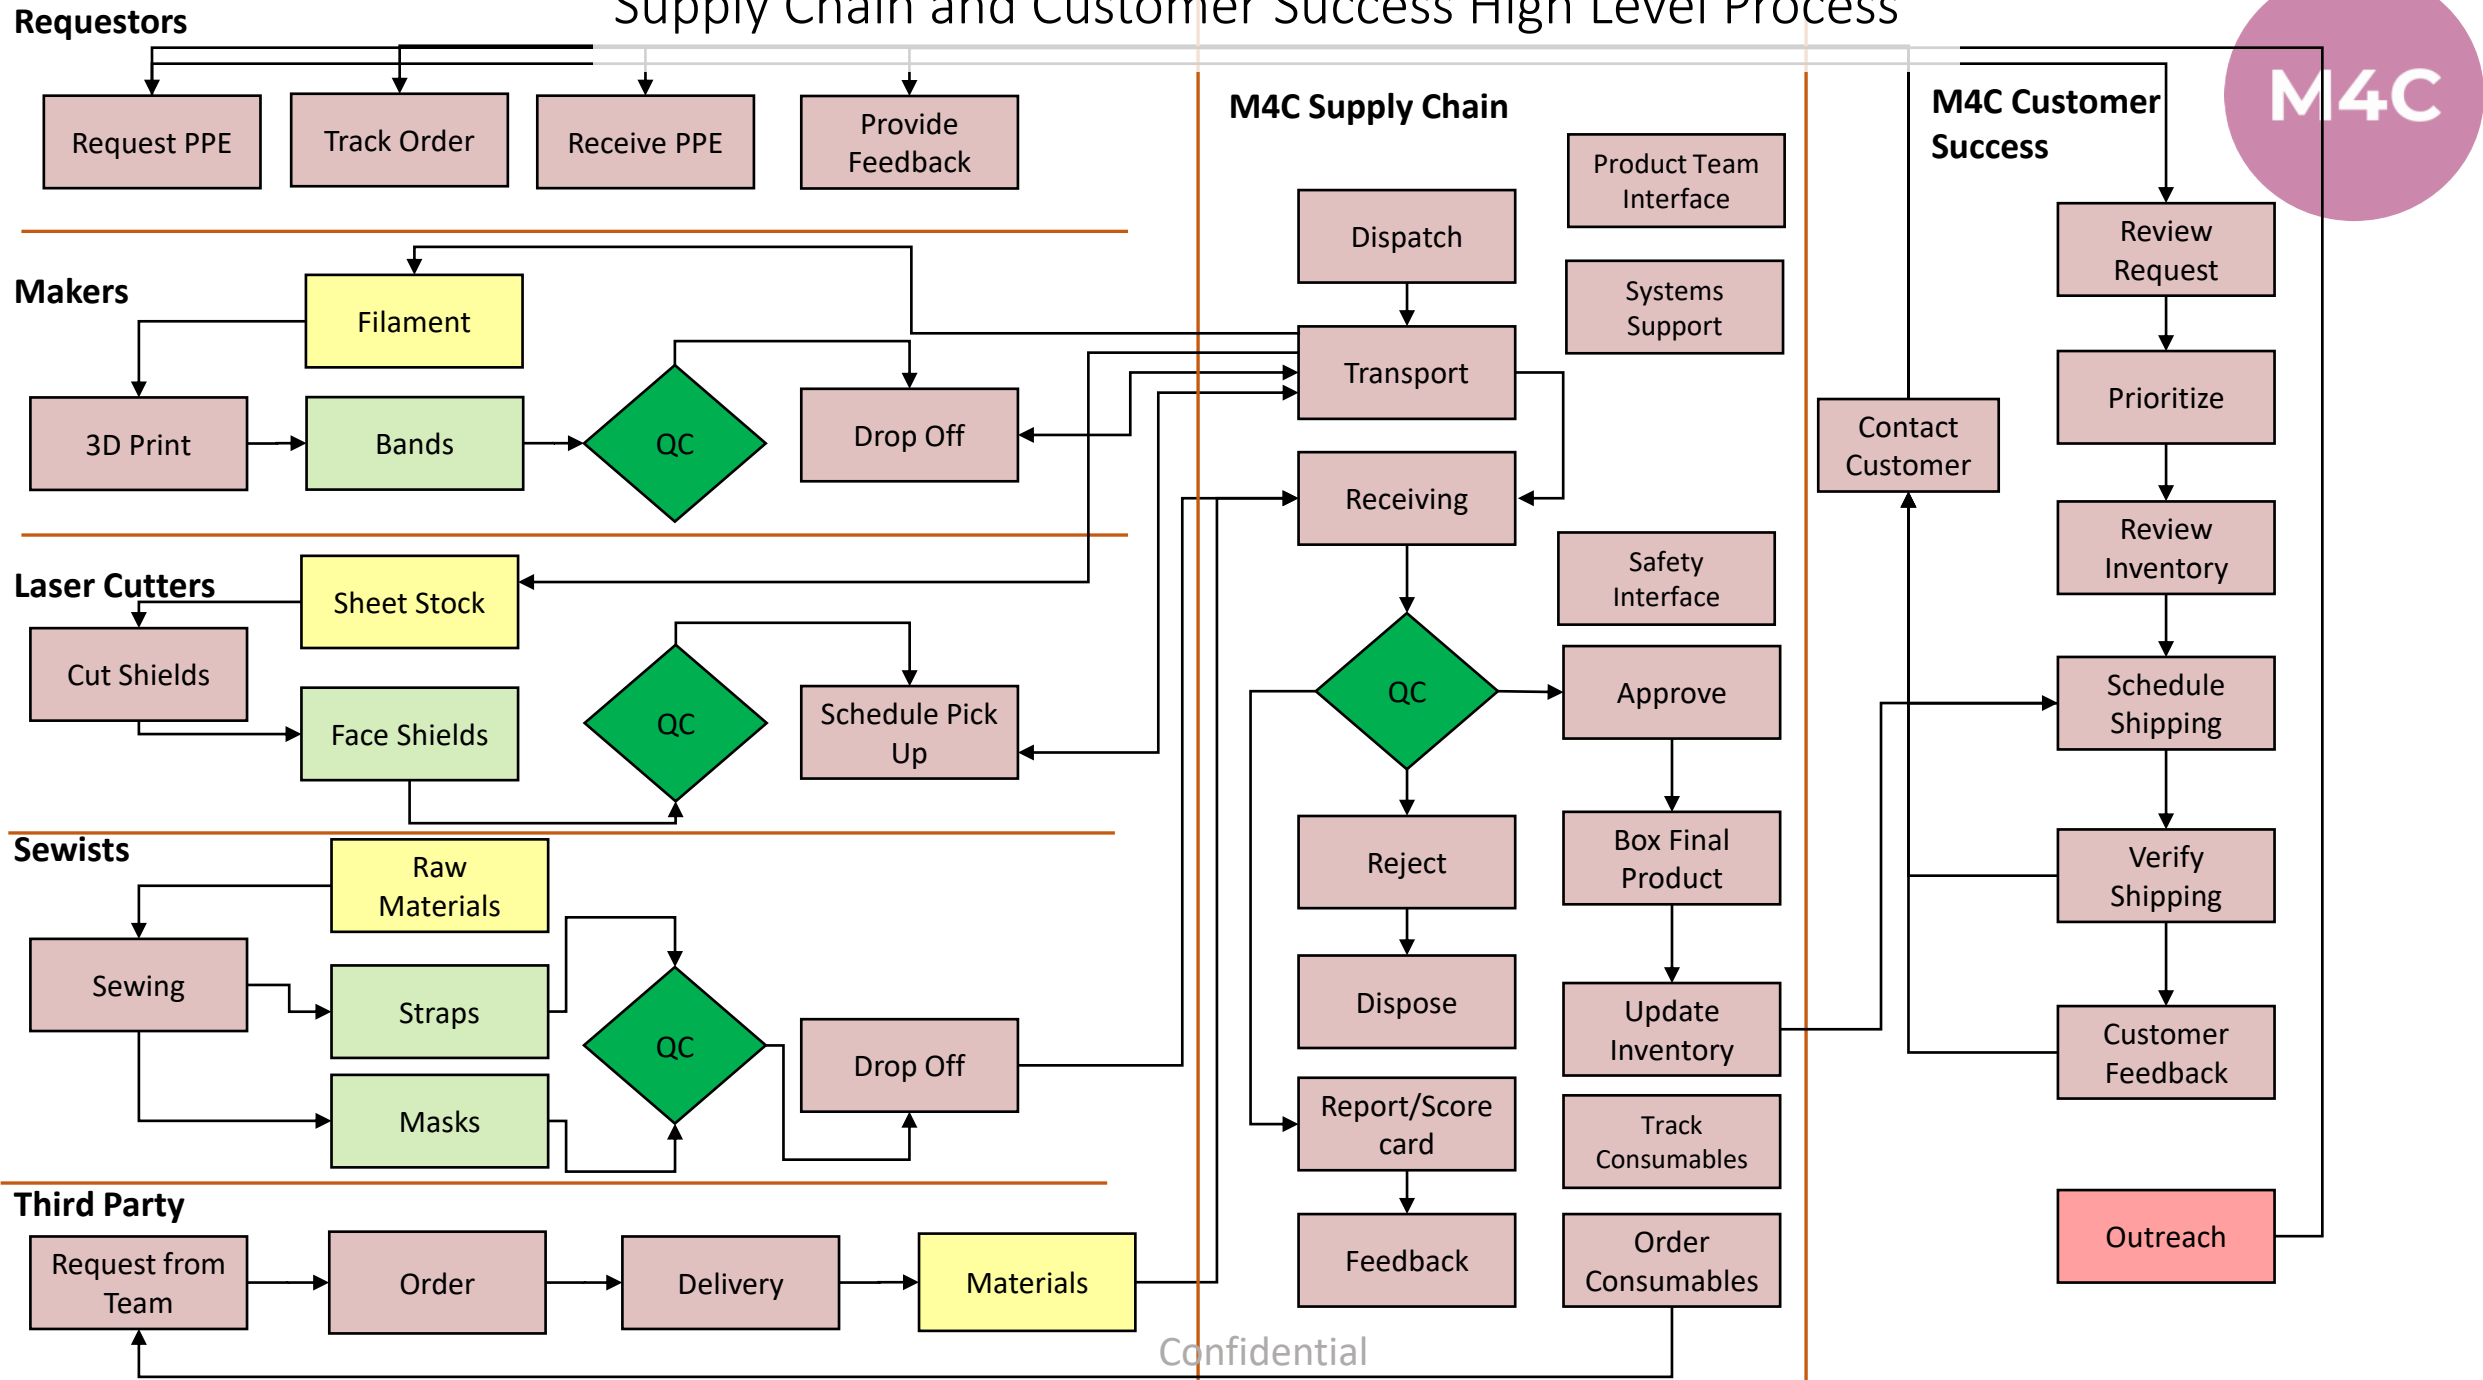 Supply Chain and Customer Success High Level Process
Requestors
Request PPE
Track Order
Receive PPE
Provide
Feedback
M4C
Makers
Filament
3D Print
Bands
QC
Drop Off
Laser Cutters
Sheet Stock
Cut Shields
Face Shields
QC
Schedule Pick
Up
Sewists
Raw
Materials
Sewing
Straps
Masks
QC
Drop Off
Third Party
Request from
Team
Order
Delivery
Materials
M4C Supply Chain
Product Team
Interface
Dispatch
Systems
Support
Transport
Receiving
Safety
Interface
QC
Approve
Reject
Box Final
Product
Dispose
Update
Inventory
Report/Score
card
Track
Consumables
Feedback
Order
Consumables
M4C Customer
Success
Review
Request
Prioritize
Contact
Customer
Review
Inventory
Schedule
Shipping
Verify
Shipping
Customer
Feedback
Outreach
Confidential